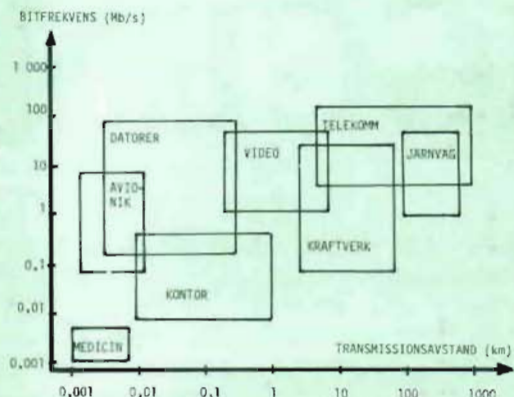 BITFREKVENS (Mb/s)
1 000
100
10
1
0,1
0,01
0,001
DATORER
AVIO-
NIK
VIDEO
TELEKOMM
JÄRNVÄG
KRAFTVERK
KONTOR
MEDICIN
TRANSMISSIONSAVSTAND (km)
0,001 0,01 0,1 1 10 100 1000